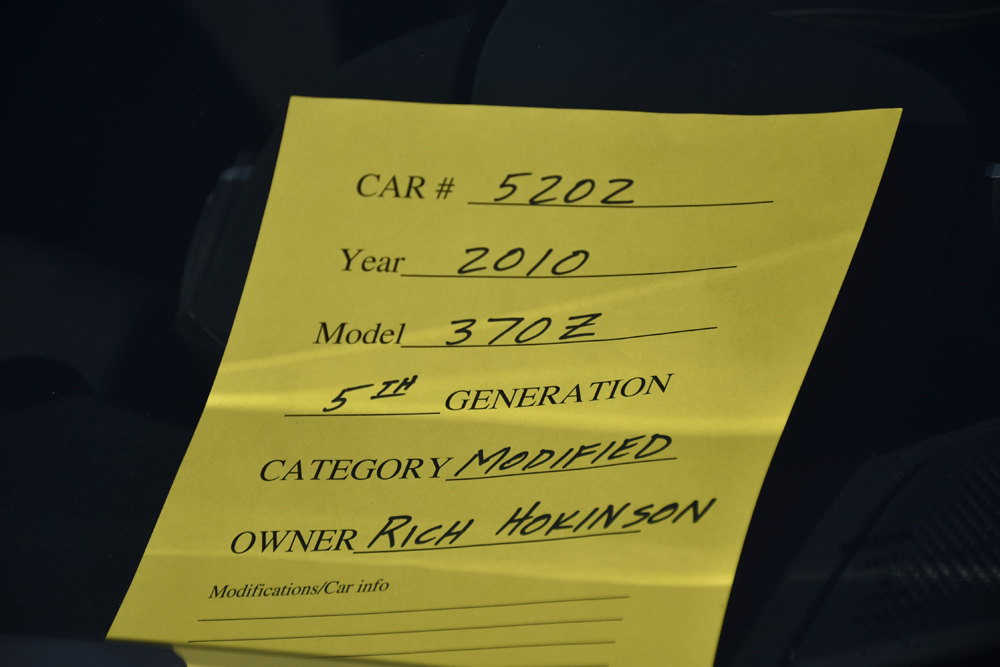 CAR # 5202
Year 2010
Model 370Z
5TH GENERATION
CATEGORY MODIFIED
OWNER RICH HOKINSON
Modifications/Car info